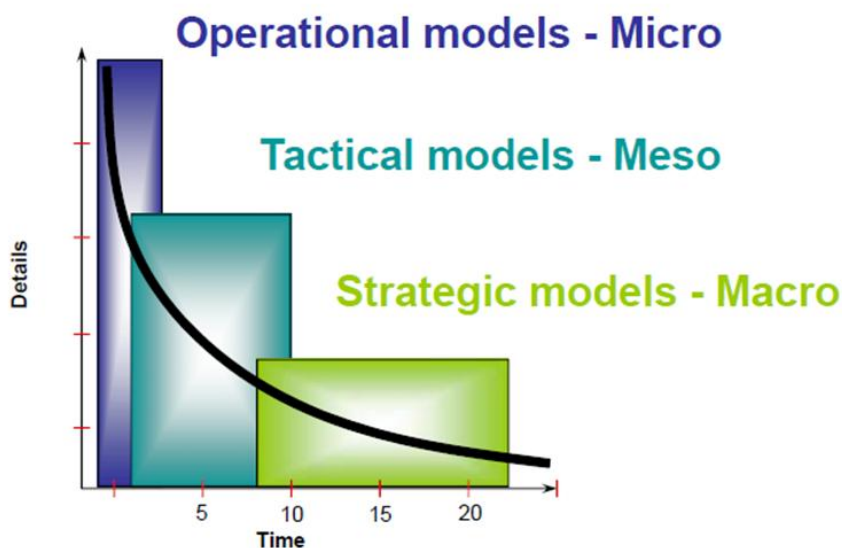 Operational models - Micro
Tactical models - Meso
Strategic models - Macro
Details
5 10 15 20
Time